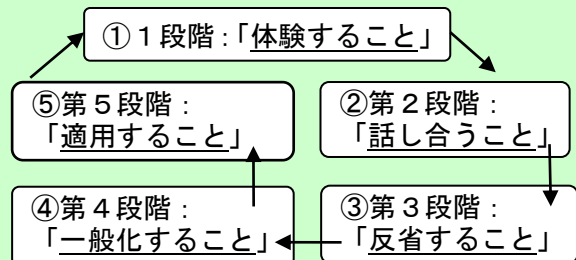 ①１段階：「体験すること」
②第２段階：
「話し合うこと」
③第３段階：
「反省すること」
④第４段階：
「一般化すること」
⑤第５段階：
「適用すること」